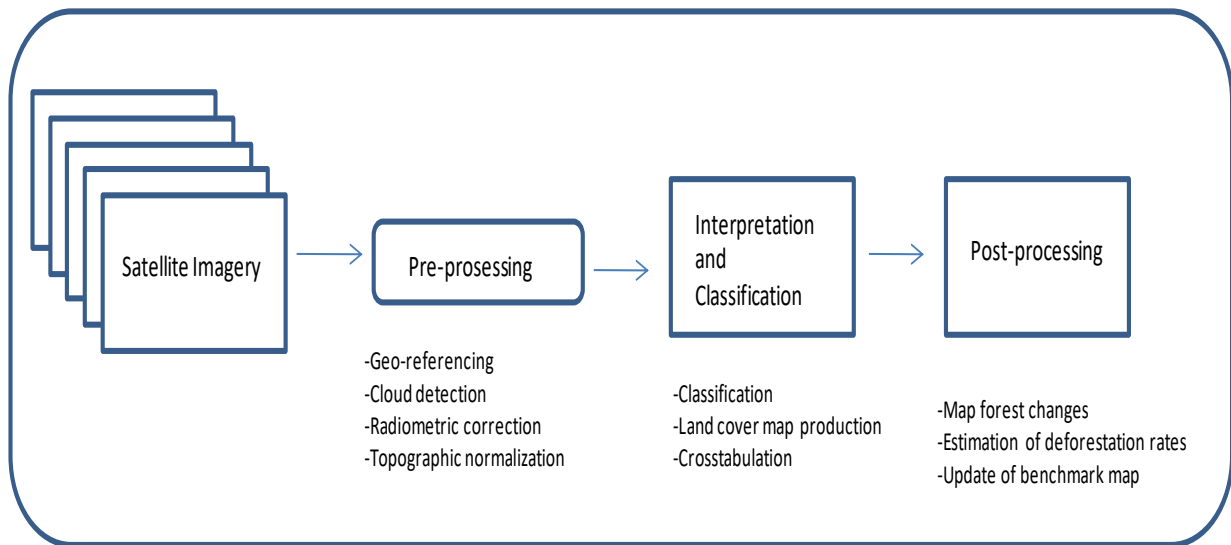 Satellite Imagery
Pre-prosessing
Interpretation
and
Classification
Post-processing
-Geo-referencing
-Cloud detection
-Radiometric correction
-Topographic normalization
-Classification
-Land cover map production
-Crosstabulation
-Map forest changes
-Estimation of deforestation rates
-Update of benchmark map